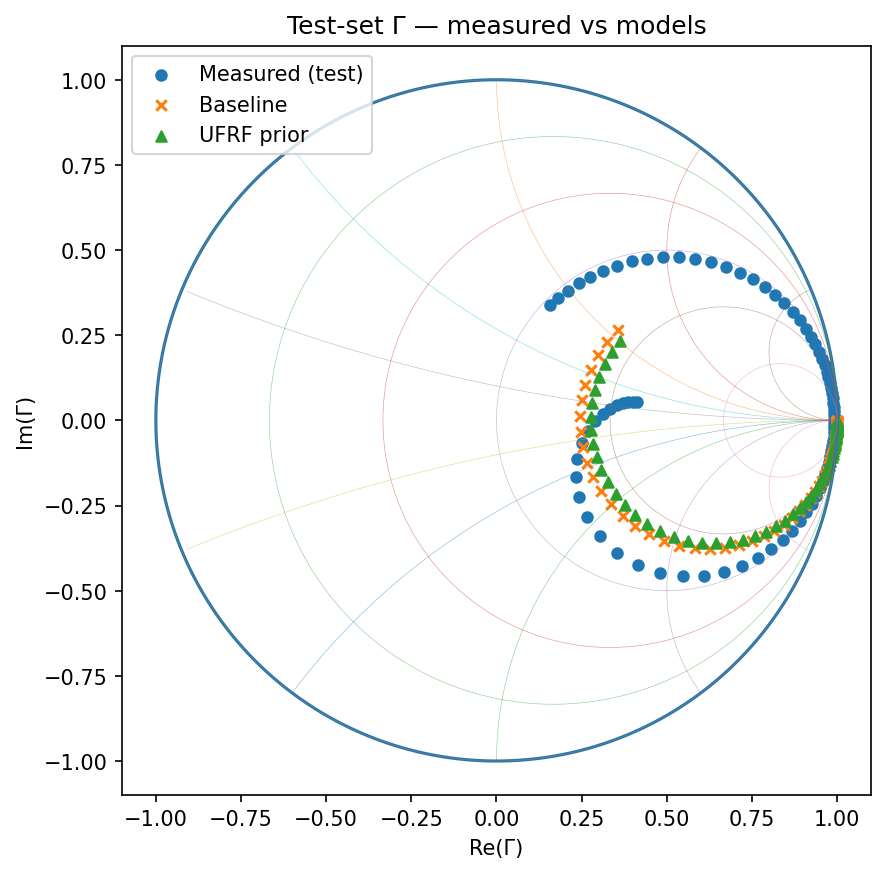 Test-set Γ — measured vs models
Measured (test)
Baseline
UFRF prior
1.00
0.75
0.50
0.25
0.00
−0.25
−0.50
−0.75
−1.00
Im(Γ)
−1.00 −0.75 −0.50 −0.25 0.00 0.25 0.50 0.75 1.00
Re(Γ)